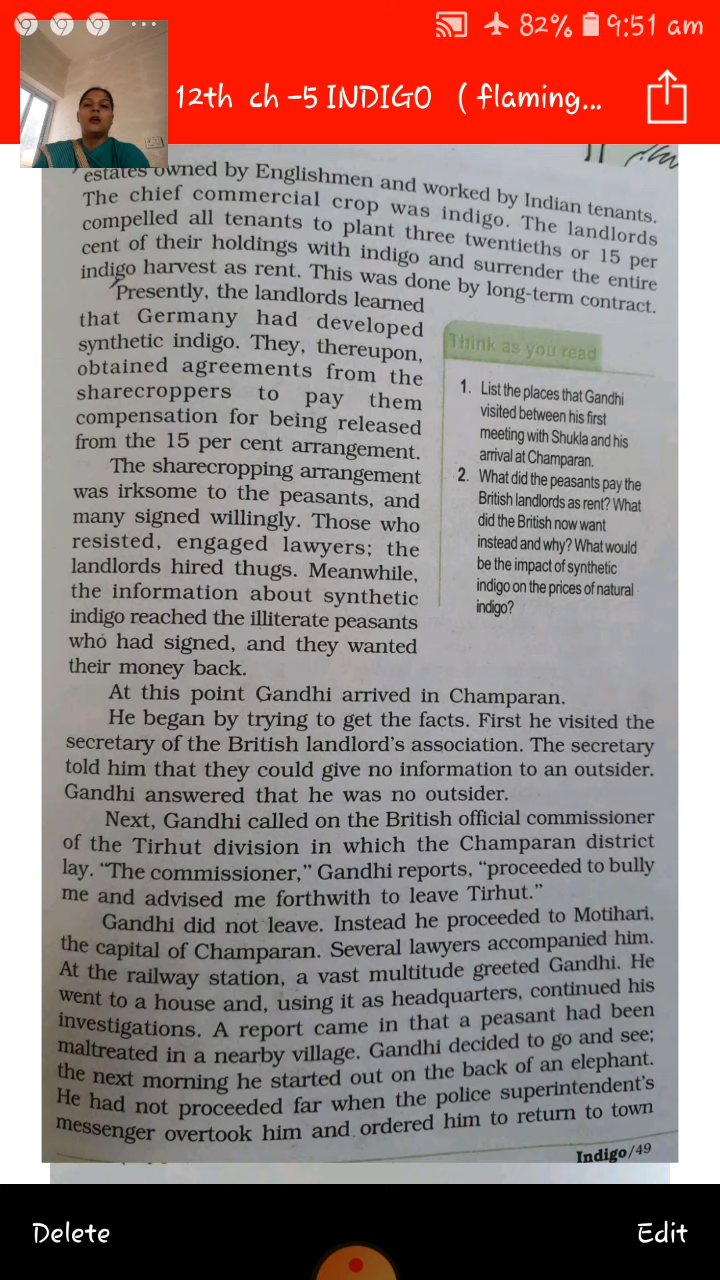 82% 9:51 am
12th ch -5 INDIGO ( flaming...
estates owned by Englishmen and worked by Indian tenants.
The chief commercial crop was indigo. The landlords
compelled all tenants to plant three twentieths or 15 per
cent of their holdings with indigo and surrender the entire
indigo harvest as rent. This was done by long-term contract.
Presently, the landlords learned
that Germany had developed
synthetic indigo. They, thereupon,
obtained agreements from the
sharecroppers to pay them
compensation for being released
from the 15 per cent arrangement.
The sharecropping arrangement
was irksome to the peasants, and
many signed willingly. Those who
resisted, engaged lawyers; the
landlords hired thugs. Meanwhile,
the information about synthetic
indigo reached the illiterate peasants
who had signed, and they wanted
their money back.
Think as you read
1. List the places that Gandhi
visited between his first
meeting with Shukla and his
arrival at Champaran.
2. What did the peasants pay the
British landlords as rent? What
did the British now want
instead and why? What would
be the impact of synthetic
indigo on the prices of natural
indigo?
At this point Gandhi arrived in Champaran.
He began by trying to get the facts. First he visited the
secretary of the British landlord's association. The secretary
told him that they could give no information to an outsider.
Gandhi answered that he was no outsider.
Next, Gandhi called on the British official commissioner
of the Tirhut division in which the Champaran district
lay. “The commissioner,” Gandhi reports, “proceeded to bully
me and advised me forthwith to leave Tirhut.”
Gandhi did not leave. Instead he proceeded to Motihari,
the capital of Champaran. Several lawyers accompanied him.
At the railway station, a vast multitude greeted Gandhi. He
went to a house and, using it as headquarters, continued his
investigations. A report came in that a peasant had been
maltreated in a nearby village. Gandhi decided to go and see;
the next morning he started out on the back of an elephant.
He had not proceeded far when the police superintendent's
messenger overtook him and ordered him to return to town
Indigo/49
Delete
Edit